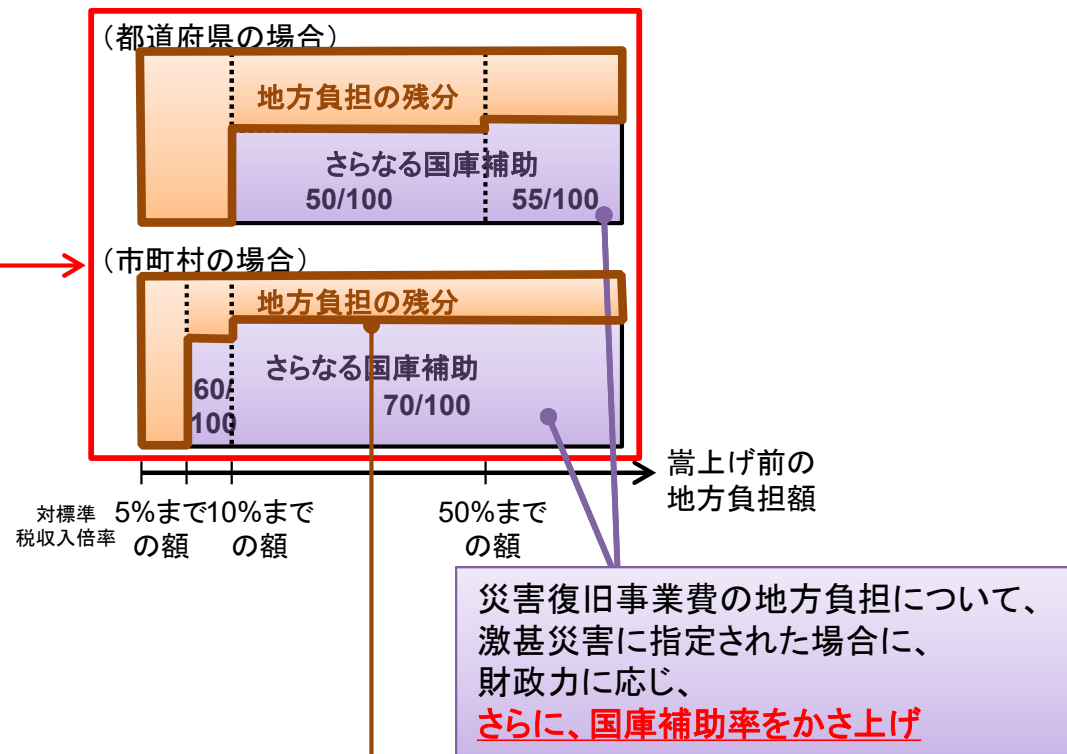 （都道府県の場合）
地方負担の残分
さらなる国庫補助
50/100
55/100
（市町村の場合）
地方負担の残分
さらなる国庫補助
60/
100
70/100
嵩上げ前の
地方負担額
対標準
税収入倍率
5%まで
の額
10%まで
の額
50%まで
の額
災害復旧事業費の地方負担について、
激甚災害に指定された場合に、
財政力に応じ、
さらに、国庫補助率をかさ上げ